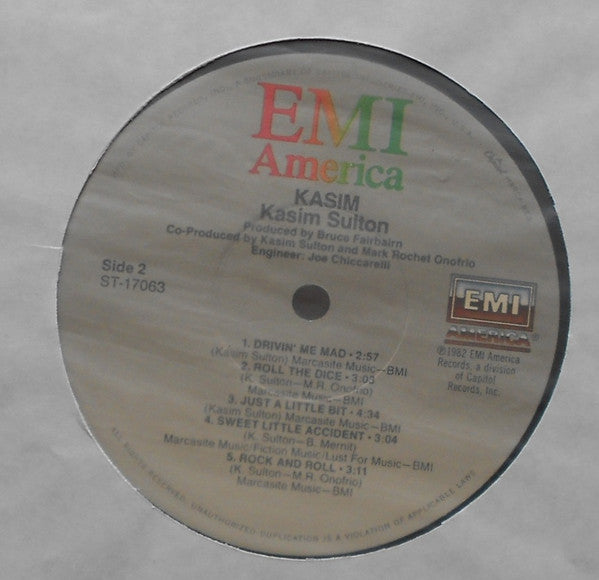 EMI
America
KASIM
Kasim Sulton
Produced by Bruce Fairbairn
Co-Produced by Kasim Sulton and Mark Rochet Onofrio
Engineer: Joe Chiccarelli
Side 2
ST-17063
EMI
AMERICA®
℗1982 EMI America
Records, a division
of Capitol
Records, Inc.
1. DRIVIN' ME MAD • 2:57
(Kasim Sulton) Marcasite Music—BMI
2. ROLL THE DICE • 3:05
(K. Sulton—M.R. Onofrio)
Marcasite Music—BMI
3. JUST A LITTLE BIT • 4:34
(Kasim Sulton) Marcasite Music—BMI
4. SWEET LITTLE ACCIDENT • 3:04
(K. Sulton—B. Mernit)
Marcasite Music/Fiction Music/Lust For Music—BMI
5. ROCK AND ROLL • 3:11
(K. Sulton—M.R. Onofrio)
Marcasite Music—BMI
ALL RIGHTS RESERVED. UNAUTHORIZED DUPLICATION IS A VIOLATION OF APPLICABLE LAWS